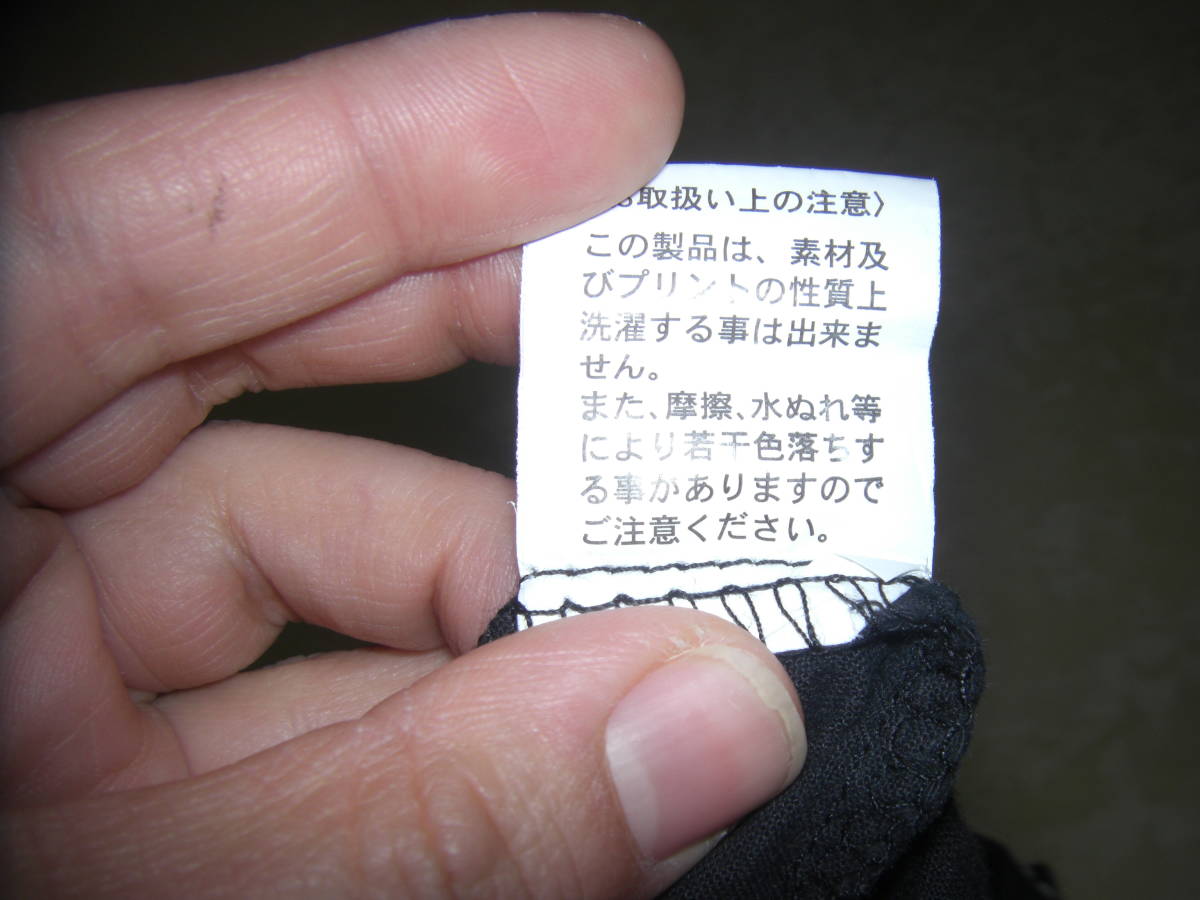 取扱い上の注意〉
この製品は、素材及
びプリントの性質上
洗濯する事は出来ま
せん。
また、摩擦、水ぬれ等
により若干色落ちす
る事がありますので
ご注意ください。